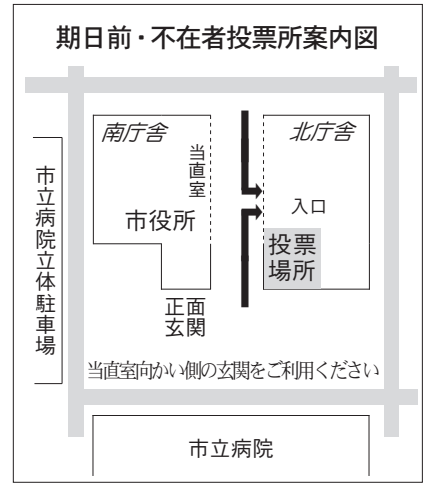 期日前・不在者投票所案内図
南庁舎
北庁舎
当直室
市役所
入口
投票
場所
正面
玄関
市立病院立体駐車場
当直室向かい側の玄関をご利用ください
市立病院